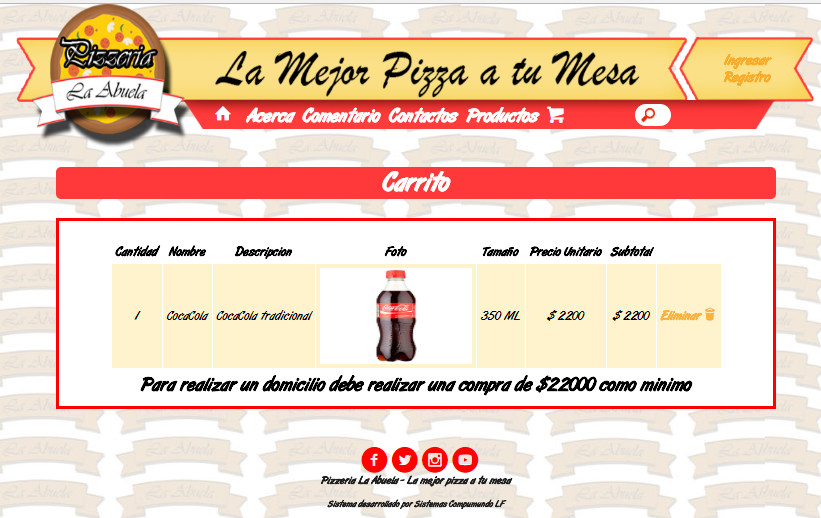 Pizzeria
La Abuela
La Mejor Pizza a tu Mesa
Ingresar
Registro
Acerca Comentario Contactos Productos
Carrito
Cantidad Nombre Descripcion Foto Tamaño Precio Unitario Subtotal
1 CocaCola CocaCola tradicional 350 ML $ 2200 $ 2200 Eliminar
Coca-Cola
Para realizar un domicilio debe realizar una compra de $22000 como minimo
Pizzeria La Abuela - La mejor pizza a tu mesa
Sistema desarrollado por Sistemas Compumundo LF